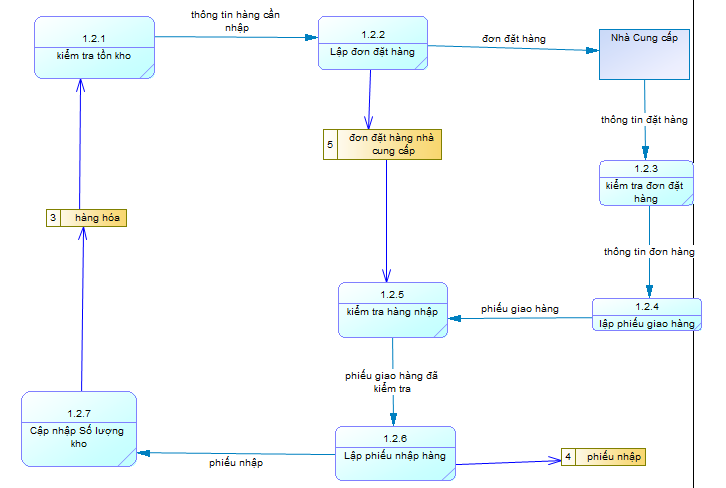 1.2.1
kiểm tra tồn kho
thông tin hàng cần
nhập
1.2.2
Lập đơn đặt hàng
đơn đặt hàng
Nhà Cung cấp
5
đơn đặt hàng nhà
cung cấp
thông tin đặt hàng
1.2.3
kiểm tra đơn đặt
hàng
3
hàng hóa
thông tin đơn hàng
1.2.5
kiểm tra hàng nhập
phiếu giao hàng
1.2.4
lập phiếu giao hàng
phiếu giao hàng đã
kiểm tra
1.2.7
Cập nhập Số lượng
kho
phiếu nhập
1.2.6
Lập phiếu nhập hàng
4
phiếu nhập